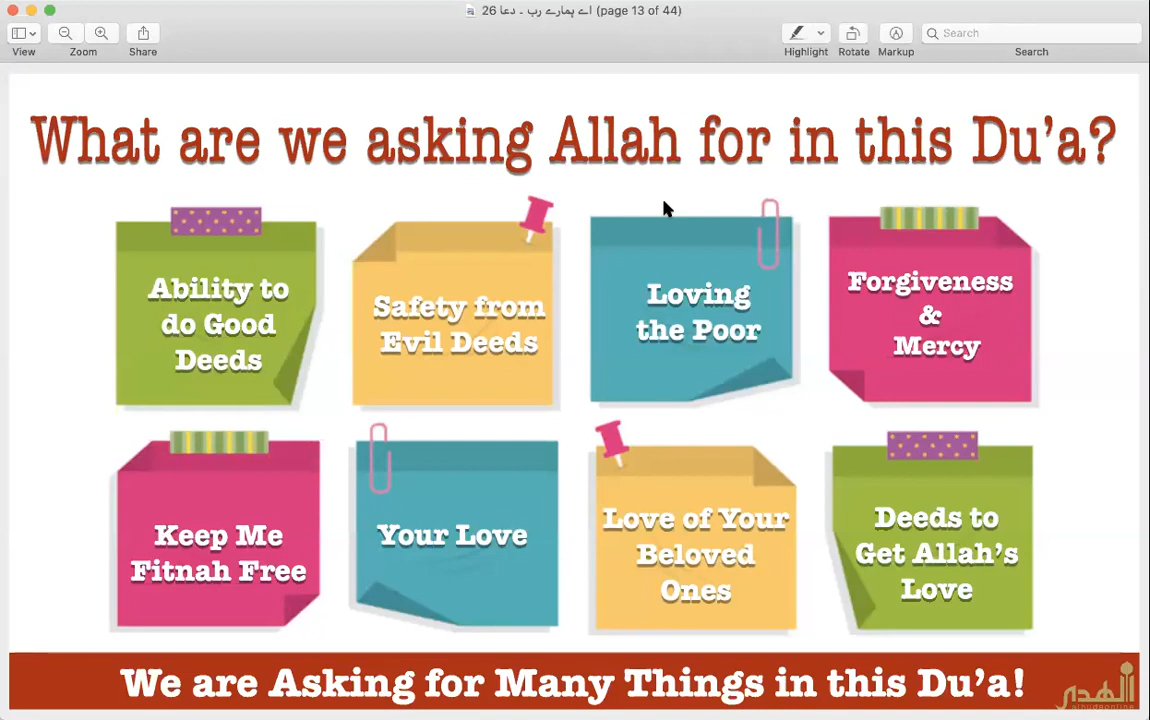 26 اے ہمارے رب ۔ دعا (page 13 of 44)
View
Zoom
Share
Highlight
Rotate
Markup
Search
Search
What are we asking Allah for in this Du'a?
Ability to
do Good
Deeds
Safety from
Evil Deeds
Loving
the Poor
Forgiveness
&
Mercy
Keep Me
Fitnah Free
Your Love
Love of Your
Beloved
Ones
Deeds to
Get Allah's
Love
We are Asking for Many Things in this Du'a!
الهدى
alhudaonline